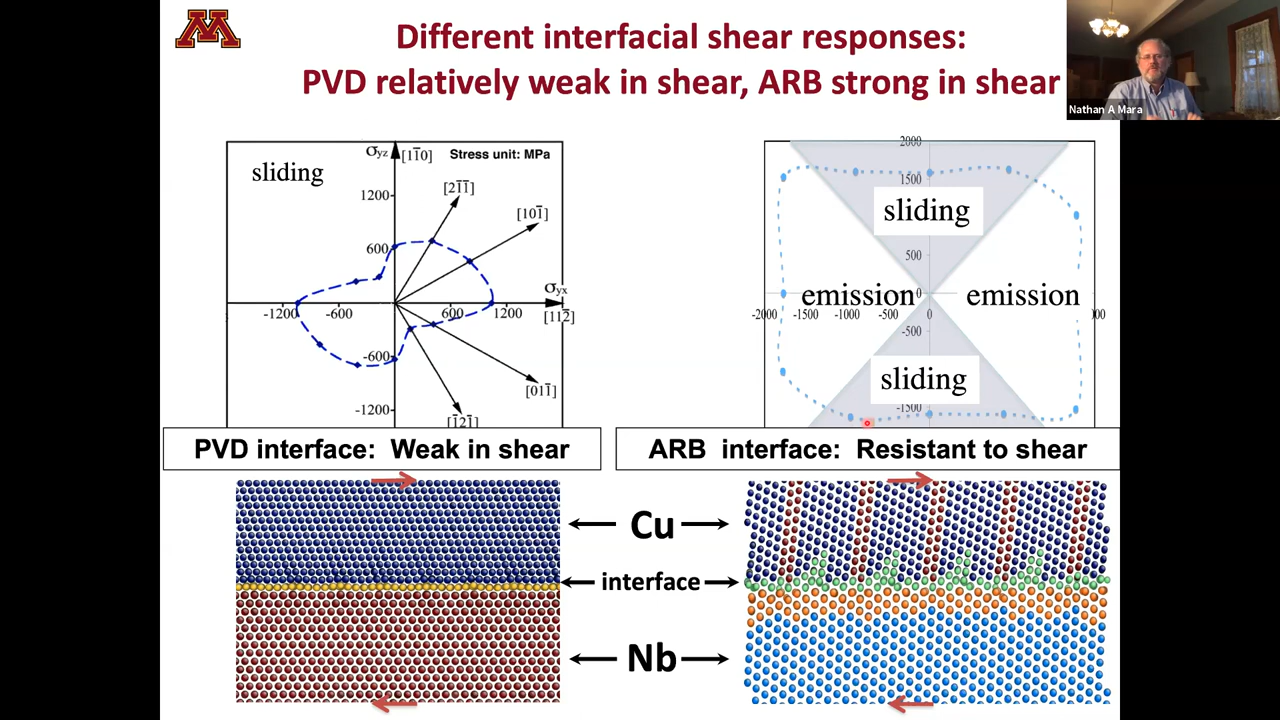 M
Different interfacial shear responses:
PVD relatively weak in shear, ARB strong in shear
Nathan A Mara
sliding
σyz
[11̅0]
Stress unit: MPa
1200
[21̅1̅]
[101̅]
600
σyx
-1200
-600
600
1200
[112̅]
-600
[011̅]
-1200
[1̅21̅]
2000
1500
sliding
500
emission
0
emission
-2000
-1500
-1000
-500
0
00
-500
sliding
-1500
PVD interface: Weak in shear
ARB interface: Resistant to shear
Cu
interface
Nb